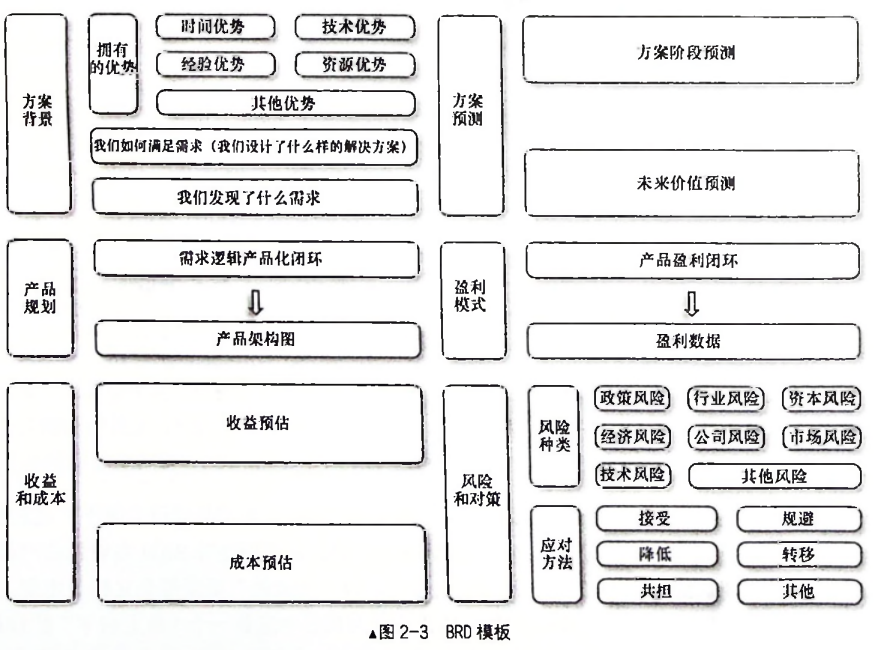 方案
背景
拥有
的优势
时间优势
技术优势
经验优势
资源优势
其他优势
我们如何满足需求（我们设计了什么样的解决方案）
我们发现了什么需求
方案
预测
方案阶段预测
未来价值预测
产品
规划
需求逻辑产品化闭环
产品架构图
盈利
模式
产品盈利闭环
盈利数据
收益
和成本
收益预估
成本预估
风险
和对策
风险
种类
政策风险
行业风险
资本风险
经济风险
公司风险
市场风险
技术风险
其他风险
应对
方法
接受
规避
降低
转移
共担
其他
▲图 2-3 BRD 模板